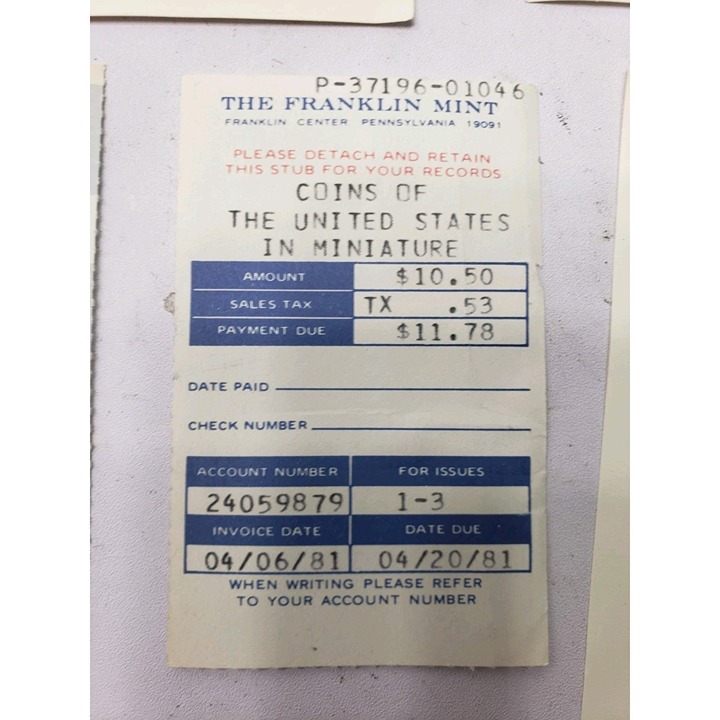 P-37196-01046
THE FRANKLIN MINT
FRANKLIN CENTER PENNSYLVANIA 19091
PLEASE DETACH AND RETAIN
THIS STUB FOR YOUR RECORDS
COINS OF
THE UNITED STATES
IN MINIATURE
AMOUNT $10.50
SALES TAX TX .53
PAYMENT DUE $11.78
DATE PAID
CHECK NUMBER
ACCOUNT NUMBER FOR ISSUES
24059879 1-3
INVOICE DATE DATE DUE
04/06/81 04/20/81
WHEN WRITING PLEASE REFER
TO YOUR ACCOUNT NUMBER